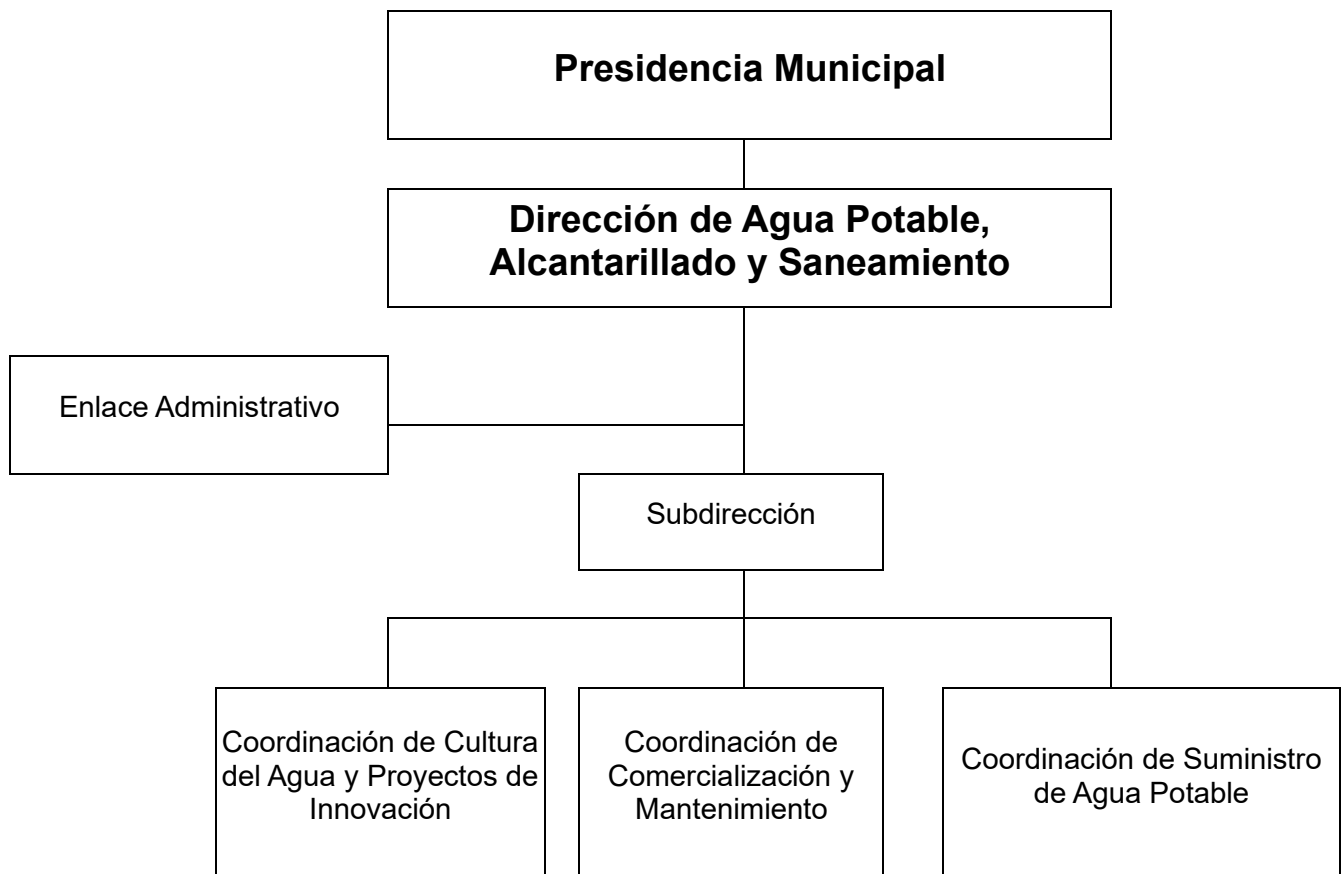 Presidencia Municipal
Dirección de Agua Potable,
Alcantarillado y Saneamiento
Enlace Administrativo
Subdirección
Coordinación de Cultura
del Agua y Proyectos de
Innovación
Coordinación de
Comercialización y
Mantenimiento
Coordinación de Suministro
de Agua Potable